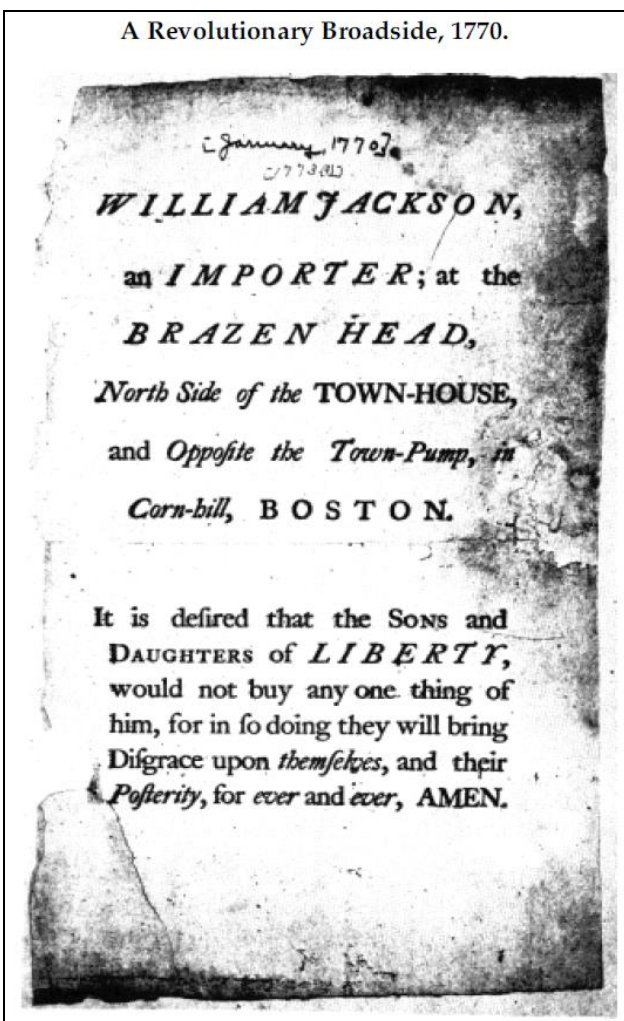 A Revolutionary Broadside, 1770.
[January, 1770].
WILLIAM JACKSON,
an IMPORTER; at the
BRAZEN HEAD,
North Side of the TOWN-HOUSE,
and Oppoſite the Town-Pump, in
Corn-hill, BOSTON.
It is deſired that the SONS and
DAUGHTERS of LIBERTY,
would not buy any one thing of
him, for in ſo doing they will bring
Diſgrace upon themſelves, and their
Poſterity, for ever and ever, AMEN.